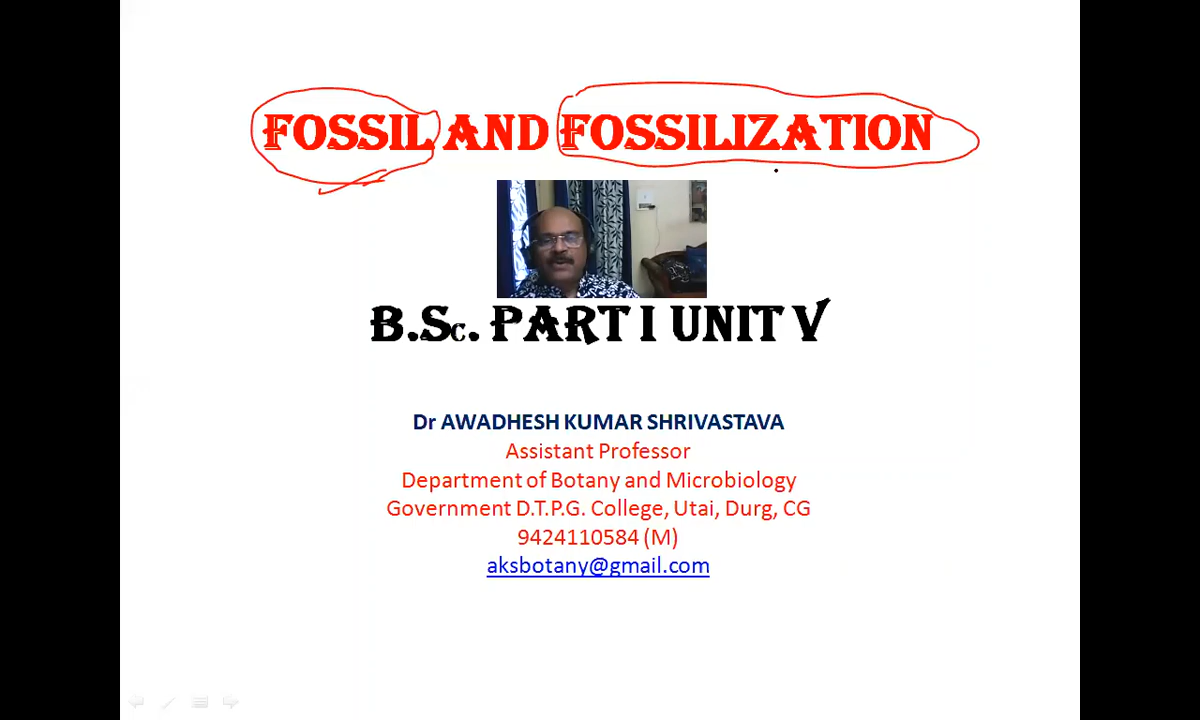 FOSSIL AND FOSSILIZATION
B.Sc. PART I UNIT V
Dr AWADHESH KUMAR SHRIVASTAVA
Assistant Professor
Department of Botany and Microbiology
Government D.T.P.G. College, Utai, Durg, CG
9424110584 (M)
aksbotany@gmail.com